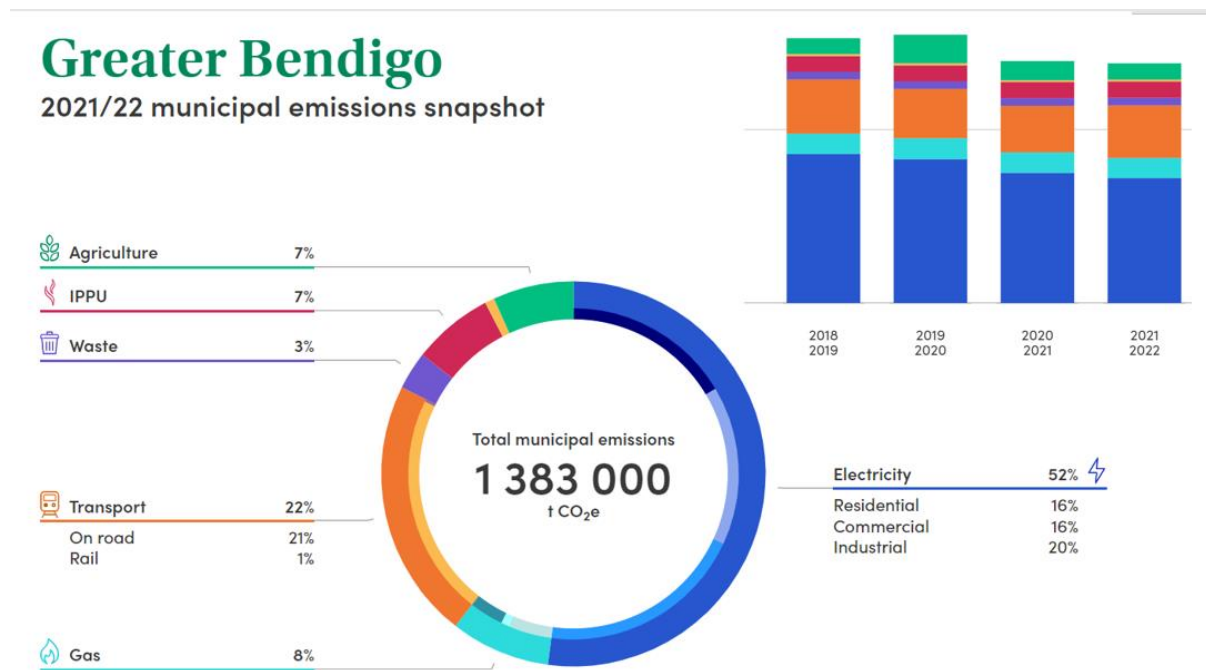 Greater Bendigo
2021/22 municipal emissions snapshot
2018 2019 2020 2021
2019 2020 2021 2022
Agriculture 7%
IPPU 7%
Waste 3%
Total municipal emissions
1 383 000
t CO₂e
Electricity 52%
Residential 16%
Commercial 16%
Industrial 20%
Transport 22%
On road 21%
Rail 1%
Gas 8%